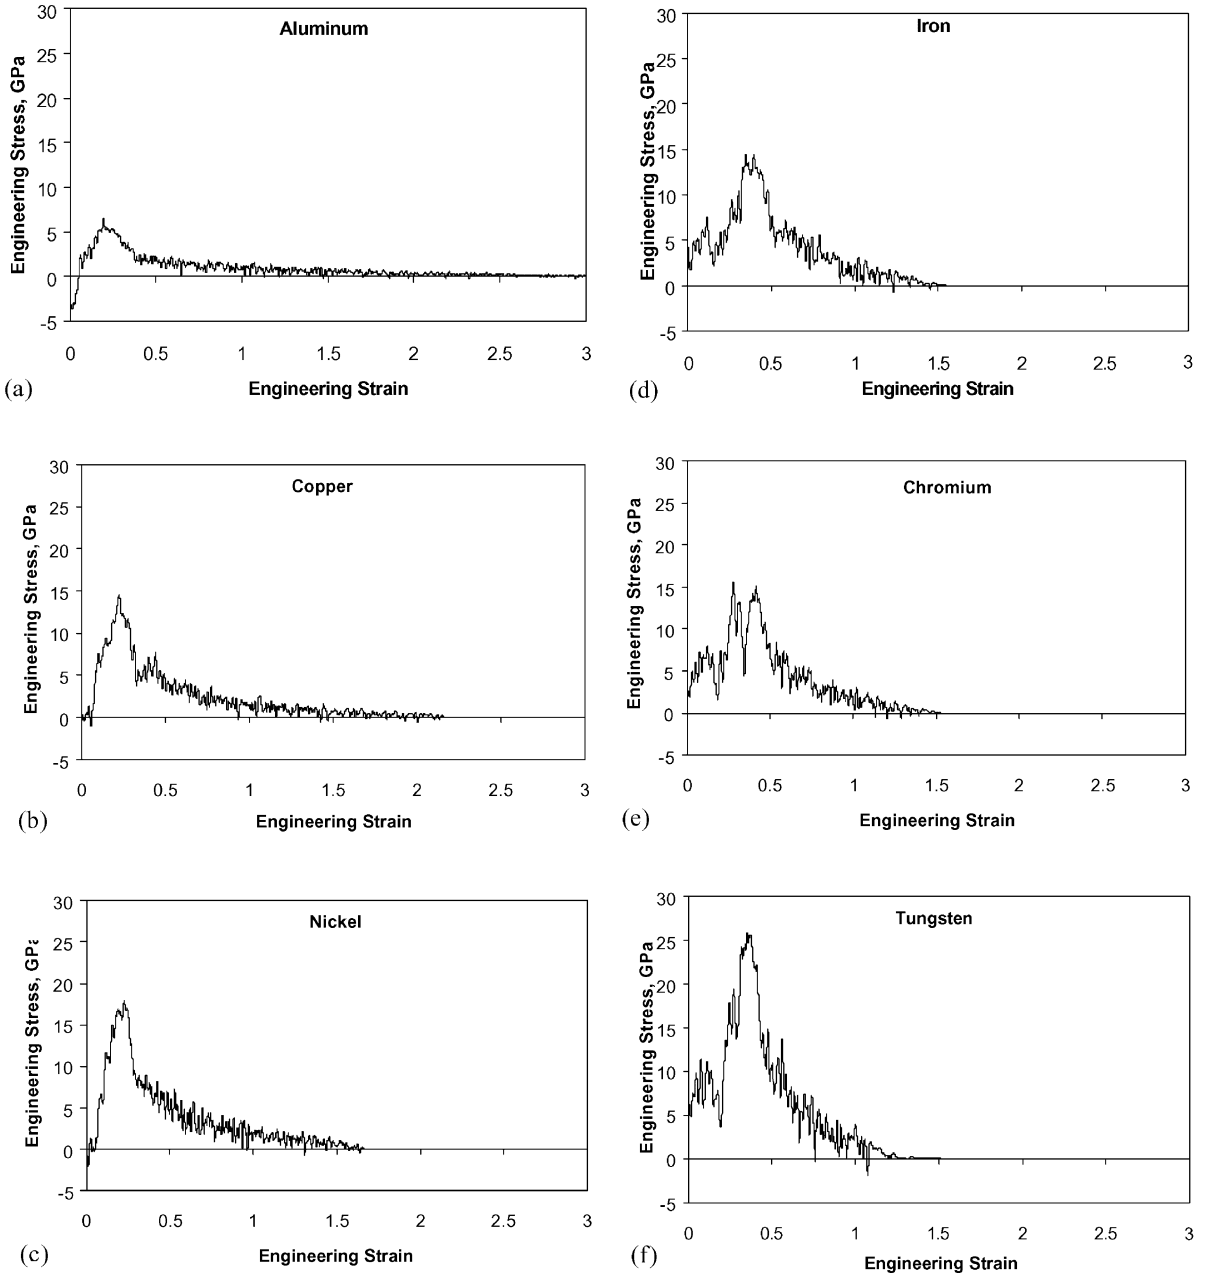 Aluminum
Engineering Stress, GPa
30
25
20
15
10
5
0
-5
0 0.5 1 1.5 2 2.5 3
Engineering Strain
(a)
Iron
Engineering Stress, GPa
30
25
20
15
10
5
0
-5
0 0.5 1 1.5 2 2.5 3
Engineering Strain
(d)
Copper
Engineering Stress, GPa
30
25
20
15
10
5
0
-5
0 0.5 1 1.5 2 2.5 3
Engineering Strain
(b)
Chromium
Engineering Stress, GPa
30
25
20
15
10
5
0
-5
0 0.5 1 1.5 2 2.5 3
Engineering Strain
(e)
Nickel
Engineering Stress, GPa
30
25
20
15
10
5
0
-5
0 0.5 1 1.5 2 2.5 3
Engineering Strain
(c)
Tungsten
Engineering Stress, GPa
30
25
20
15
10
5
0
-5
0 0.5 1 1.5 2 2.5 3
Engineering Strain
(f)